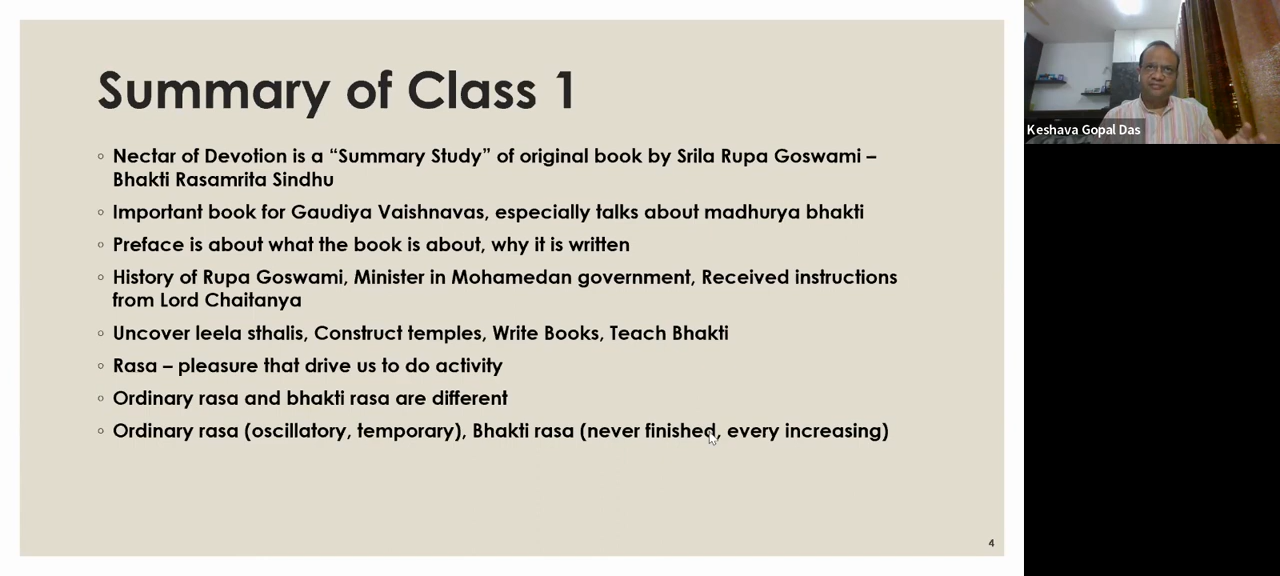 Summary of Class 1
◦ Nectar of Devotion is a “Summary Study” of original book by Srila Rupa Goswami –
Bhakti Rasamrita Sindhu
◦ Important book for Gaudiya Vaishnavas, especially talks about madhurya bhakti
◦ Preface is about what the book is about, why it is written
◦ History of Rupa Goswami, Minister in Mohamedan government, Received instructions
from Lord Chaitanya
◦ Uncover leela sthalis, Construct temples, Write Books, Teach Bhakti
◦ Rasa – pleasure that drive us to do activity
◦ Ordinary rasa and bhakti rasa are different
◦ Ordinary rasa (oscillatory, temporary), Bhakti rasa (never finished, every increasing)
4
Keshava Gopal Das